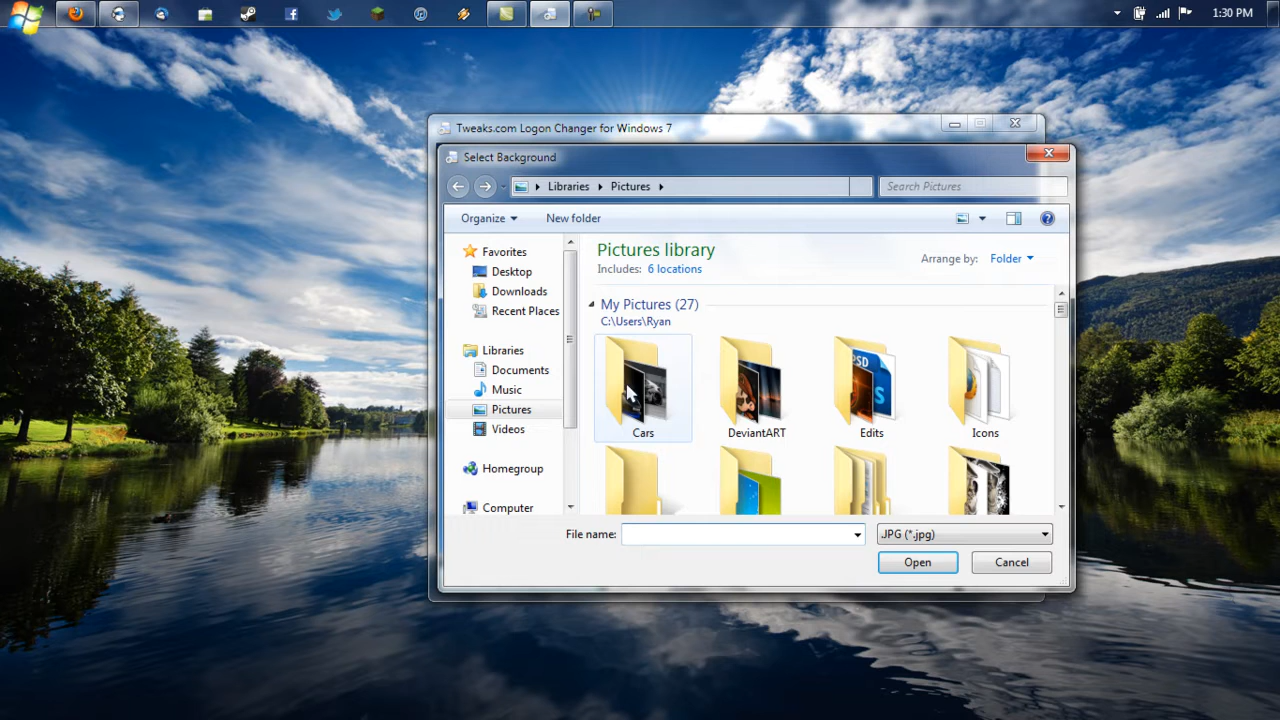 1:30 PM
Tweaks.com Logon Changer for Windows 7
Select Background
Libraries Pictures
Search Pictures
Organize
New folder
Favorites
Desktop
Downloads
Recent Places
Libraries
Documents
Music
Pictures
Videos
Homegroup
Computer
Pictures library
Includes: 6 locations
Arrange by: Folder
My Pictures (27)
C:\Users\Ryan
PSD
Cars
DeviantART
Edits
Icons
File name:
JPG (*.jpg)
Open
Cancel